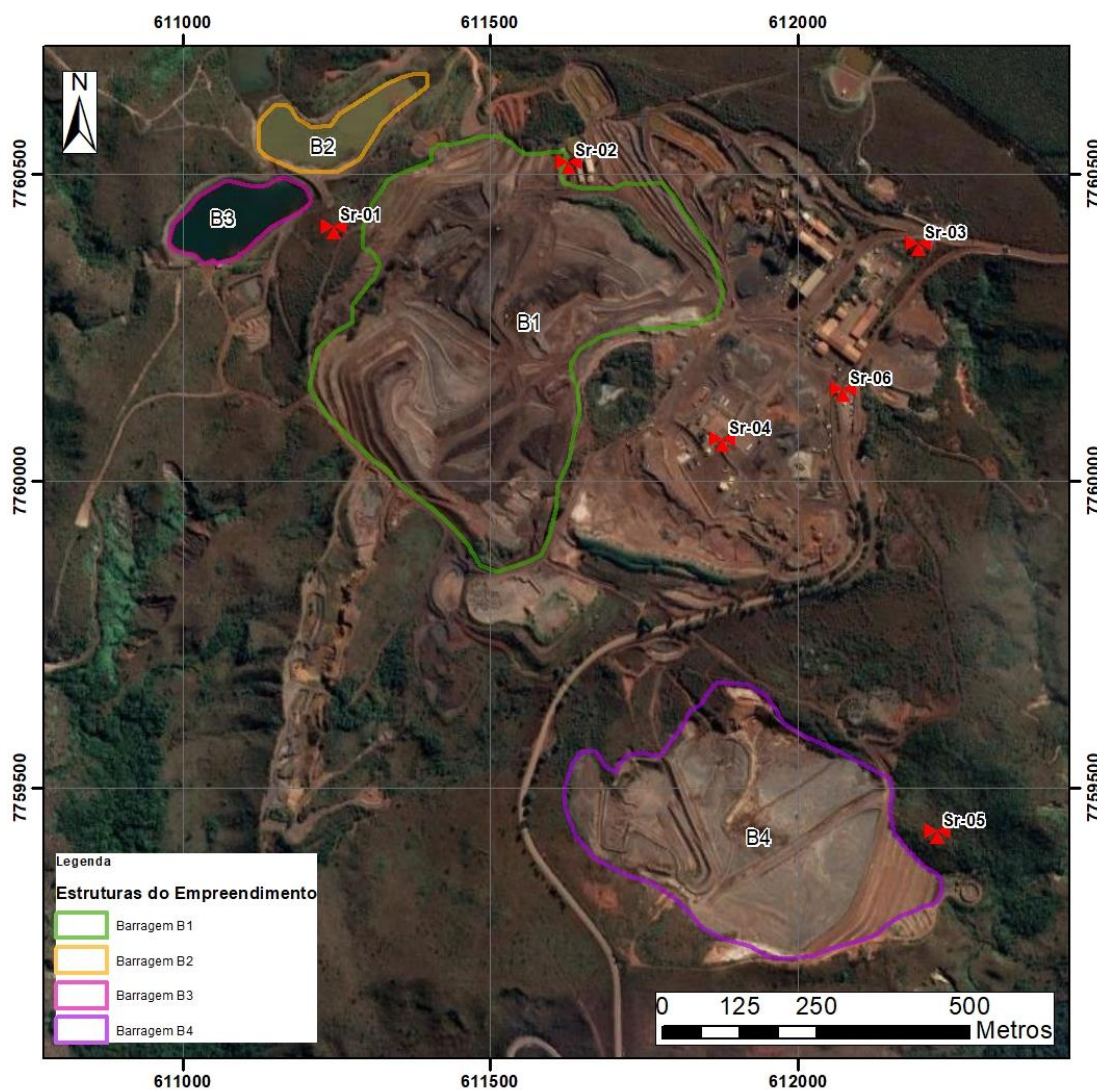 611000 611500 612000
N
B2
7760500 7760500
Sr-02
B3
Sr-01
Sr-03
B1
Sr-06
Sr-04
7760000 7760000
7759500 7759500
Sr-05
B4
Legenda
Estruturas do Empreendimento
Barragem B1
Barragem B2
Barragem B3
Barragem B4
0 125 250 500
Metros
611000 611500 612000